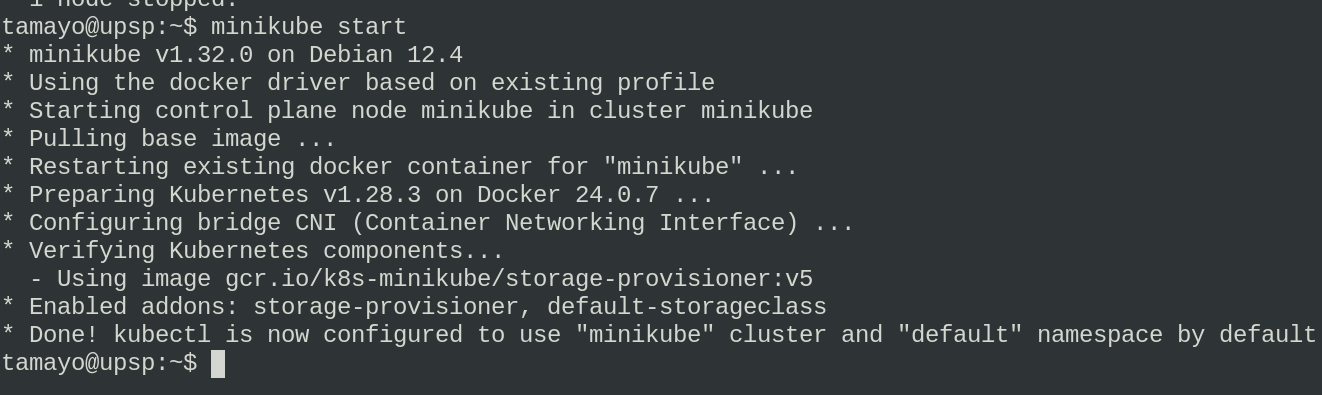 1 node stopped.
tamayo@upsp:~$ minikube start
* minikube v1.32.0 on Debian 12.4
* Using the docker driver based on existing profile
* Starting control plane node minikube in cluster minikube
* Pulling base image ...
* Restarting existing docker container for "minikube" ...
* Preparing Kubernetes v1.28.3 on Docker 24.0.7 ...
* Configuring bridge CNI (Container Networking Interface) ...
* Verifying Kubernetes components...
  - Using image gcr.io/k8s-minikube/storage-provisioner:v5
* Enabled addons: storage-provisioner, default-storageclass
* Done! kubectl is now configured to use "minikube" cluster and "default" namespace by default
tamayo@upsp:~$